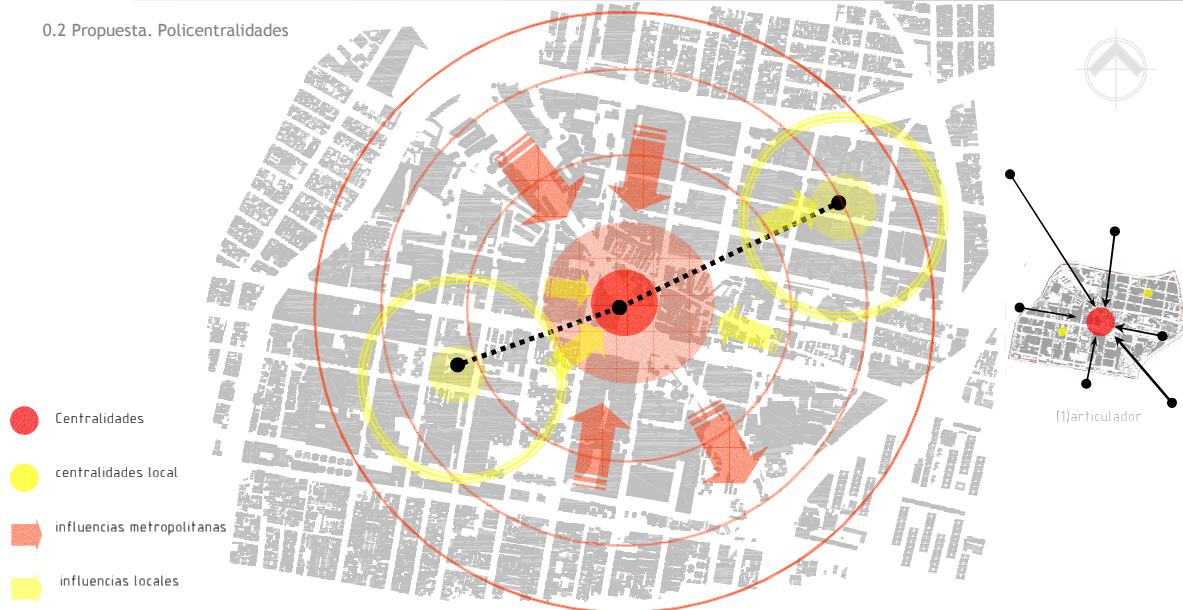 0.2 Propuesta. Policentralidades
Centralidades
centralidades local
influencias metropolitanas
influencias locales
(1)articulador